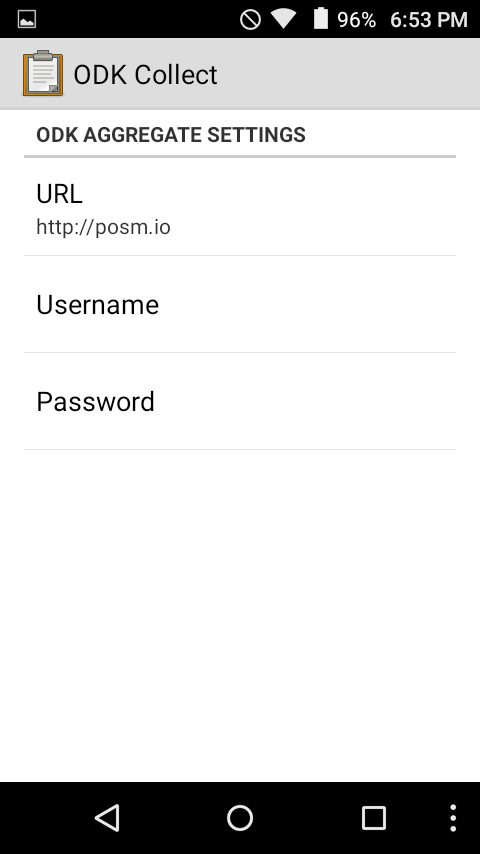 96% 6:53 PM
ODK Collect
ODK AGGREGATE SETTINGS
URL
http://posm.io
Username
Password